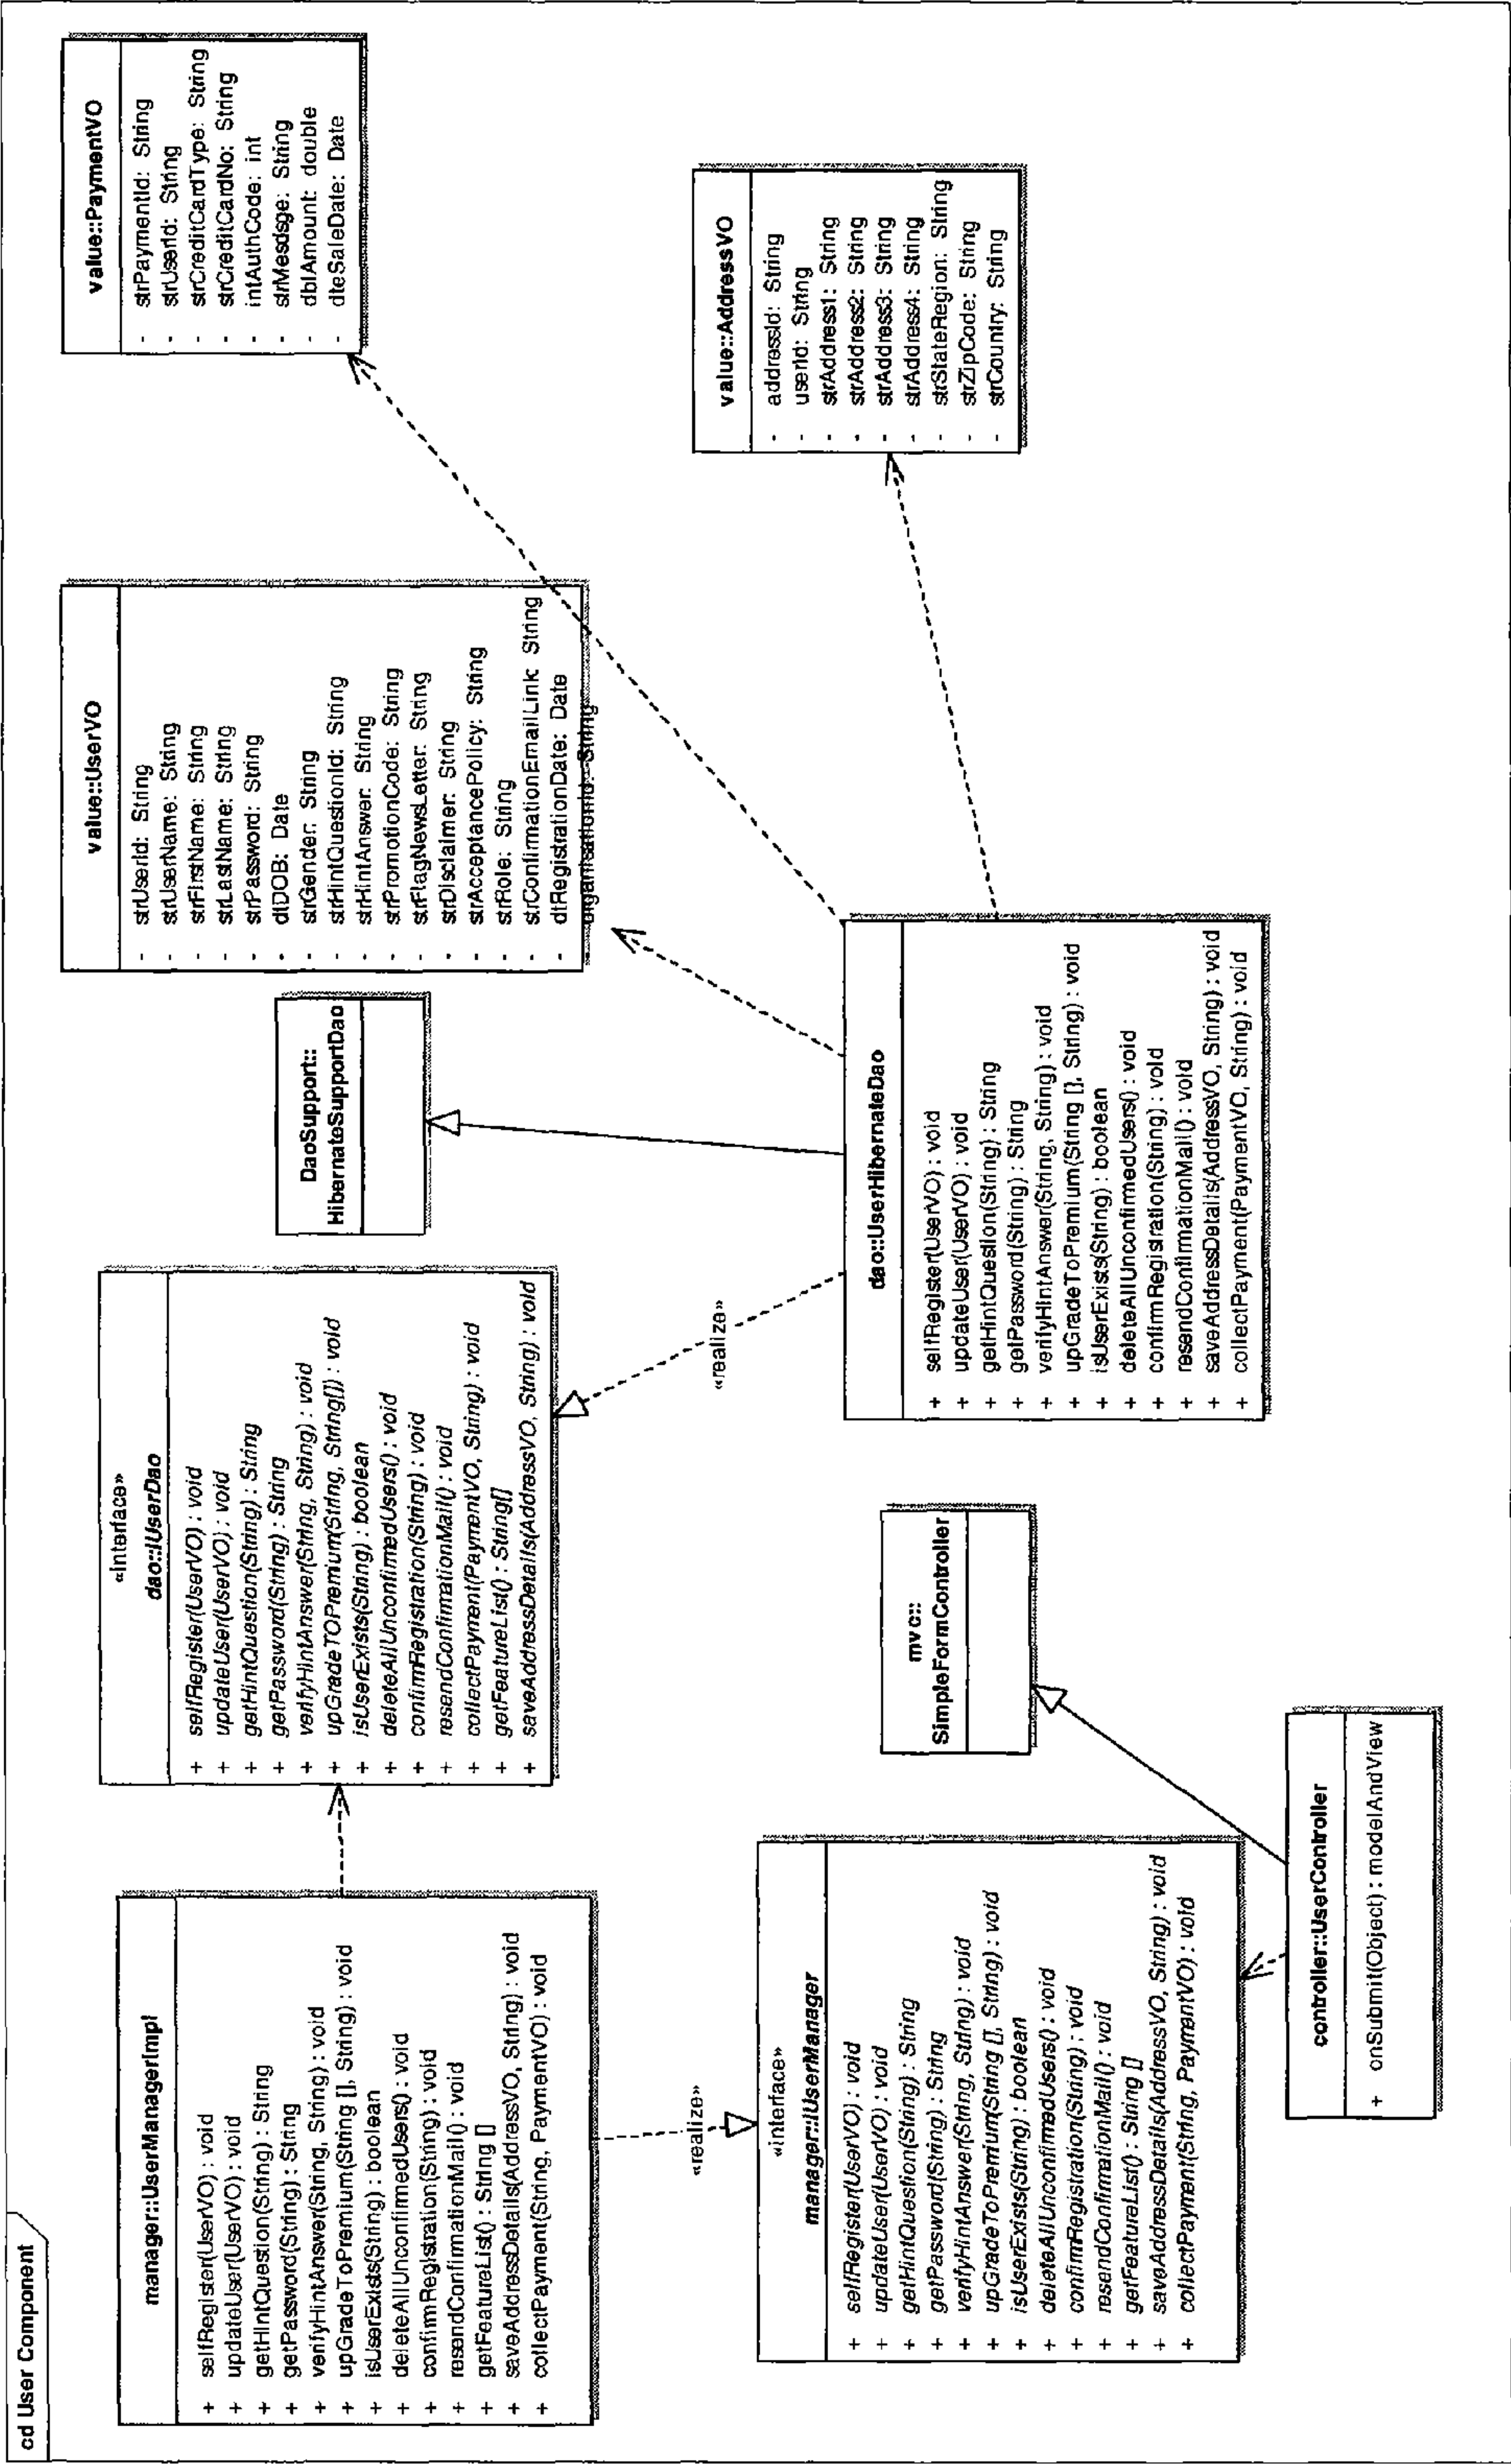 cd User Component
manager::UserManagerImpl
+ selfRegister(UserVO) : void
+ updateUser(UserVO) : void
+ getHintQuestion(String) : String
+ getPassword(String) : String
+ verifyHintAnswer(String, String) : void
+ upGradeToPremium(String [], String) : void
+ isUserExists(String) : boolean
+ deleteAllUnconfirmedUsers() : void
+ confirmRegistration(String) : void
+ resendConfirmationMail() : void
+ getFeatureList() : String []
+ saveAddressDetails(AddressVO, String) : void
+ collectPayment(String, PaymentVO) : void
«interface»
dao::IUserDao
+ selfRegister(UserVO) : void
+ updateUser(UserVO) : void
+ getHintQuestion(String) : String
+ getPassword(String) : String
+ verifyHintAnswer(String, String) : void
+ upGradeTOPremium(String, String[]) : void
+ isUserExists(String) : boolean
+ deleteAllUnconfirmedUsers() : void
+ confirmRegistration(String) : void
+ resendConfirmationMail() : void
+ collectPayment(PaymentVO, String) : void
+ getFeatureList() : String[]
+ saveAddressDetails(AddressVO, String) : void
DaoSupport::
HibernateSupportDao
value::UserVO
- strUserId: String
- strUserName: String
- strFirstName: String
- strLastName: String
- strPassword: String
- dtDOB: Date
- strGender: String
- strHintQuestionId: String
- strHintAnswer: String
- strPromotionCode: String
- strFlagNewsLetter: String
- strDisclaimer: String
- strAcceptancePolicy: String
- strRole: String
- strConfirmationEmailLink: String
- dtRegistrationDate: Date
organisationId: String
value::PaymentVO
- strPaymentId: String
- strUserId: String
- strCreditCardType: String
- strCreditCardNo: String
- intAuthCode: int
- strMesdsge: String
- dblAmount: double
- dteSaleDate: Date
«realize»
«realize»
«interface»
manager::IUserManager
+ selfRegister(UserVO) : void
+ updateUser(UserVO) : void
+ getHintQuestion(String) : String
+ getPassword(String) : String
+ verifyHintAnswer(String, String) : void
+ upGradeToPremium(String [], String) : void
+ isUserExists(String) : boolean
+ deleteAllUnconfirmedUsers() : void
+ confirmRegistration(String) : void
+ resendConfirmationMail() : void
+ getFeatureList() : String []
+ saveAddressDetails(AddressVO, String) : void
+ collectPayment(String, PaymentVO) : void
mvc::
SimpleFormController
dao::UserHibernateDao
+ selfRegister(UserVO) : void
+ updateUser(UserVO) : void
+ getHintQuestion(String) : String
+ getPassword(String) : String
+ verifyHintAnswer(String, String) : void
+ upGradeToPremium(String [], String) : void
+ isUserExists(String) : boolean
+ deleteAllUnconfirmedUsers() : void
+ confirmRegistration(String) : void
+ resendConfirmationMail() : void
+ saveAddressDetails(AddressVO, String) : void
+ collectPayment(PaymentVO, String) : void
value::AddressVO
- addressId: String
- userId: String
- strAddress1: String
- strAddress2: String
- strAddress3: String
- strAddress4: String
- strStateRegion: String
- strZipCode: String
- strCountry: String
controller::UserController
+ onSubmit(Object) : modelAndView